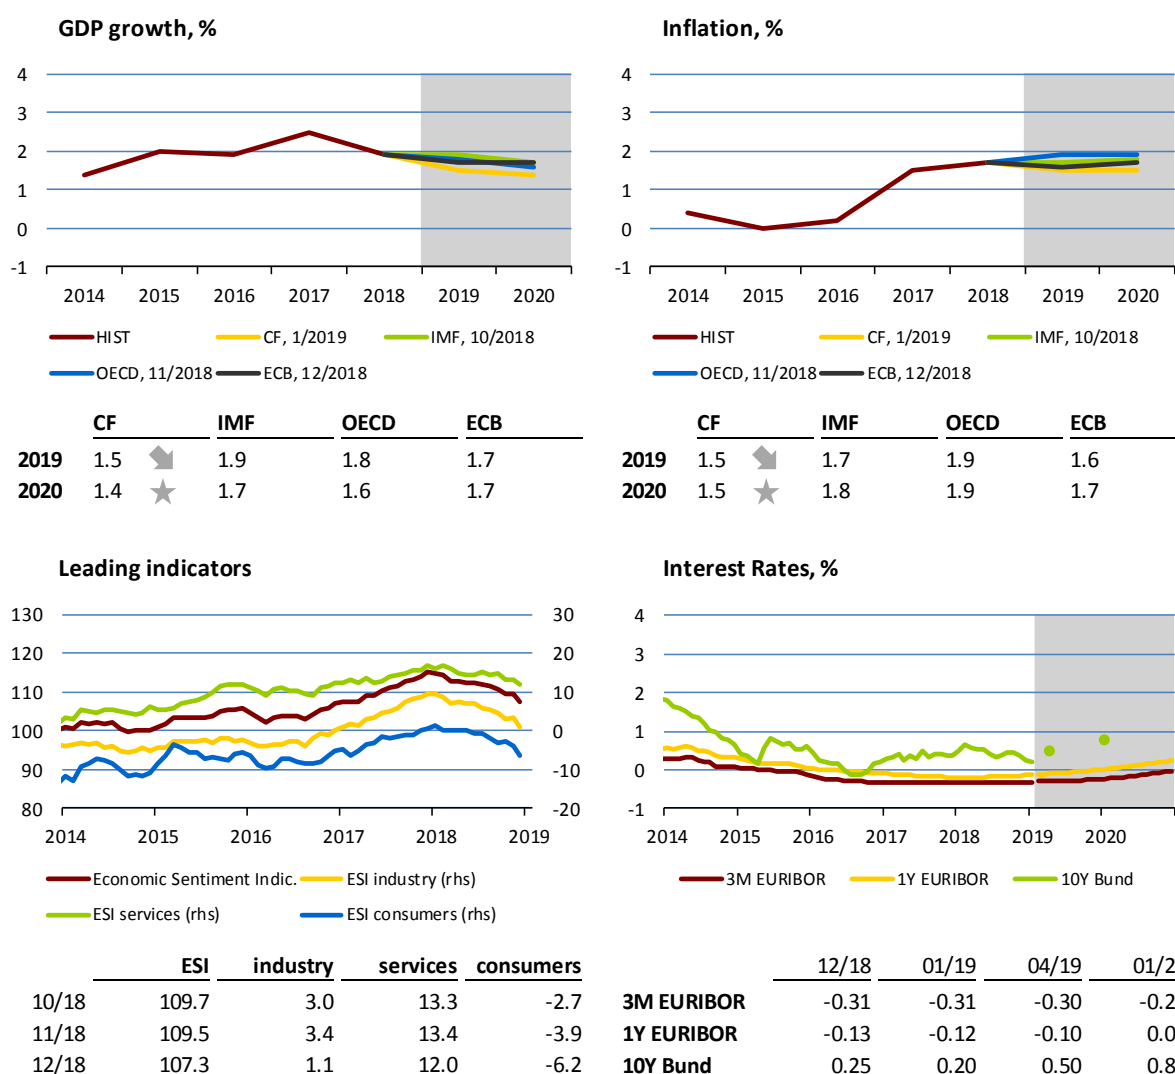 GDP growth, %
Inflation, %
4
3
2
1
0
-1
2014 2015 2016 2017 2018 2019 2020
4
3
2
1
0
-1
2014 2015 2016 2017 2018 2019 2020
HIST CF, 1/2019 IMF, 10/2018
OECD, 11/2018 ECB, 12/2018
HIST CF, 1/2019 IMF, 10/2018
OECD, 11/2018 ECB, 12/2018
CF IMF OECD ECB
2019 1.5 1.9 1.8 1.7
2020 1.4 1.7 1.6 1.7
CF IMF OECD ECB
2019 1.5 1.7 1.9 1.6
2020 1.5 1.8 1.9 1.7
Leading indicators
130 30
120 20
110 10
100 0
90 -10
80 -20
2014 2015 2016 2017 2018 2019
Economic Sentiment Indic. ESI industry (rhs)
ESI services (rhs) ESI consumers (rhs)
Interest Rates, %
4
3
2
1
0
-1
2014 2015 2016 2017 2018 2019 2020
3M EURIBOR 1Y EURIBOR 10Y Bund
ESI industry services consumers
10/18 109.7 3.0 13.3 -2.7
11/18 109.5 3.4 13.4 -3.9
12/18 107.3 1.1 12.0 -6.2
12/18 01/19 04/19 01/2
3M EURIBOR -0.31 -0.31 -0.30 -0.2
1Y EURIBOR -0.13 -0.12 -0.10 0.0
10Y Bund 0.25 0.20 0.50 0.8